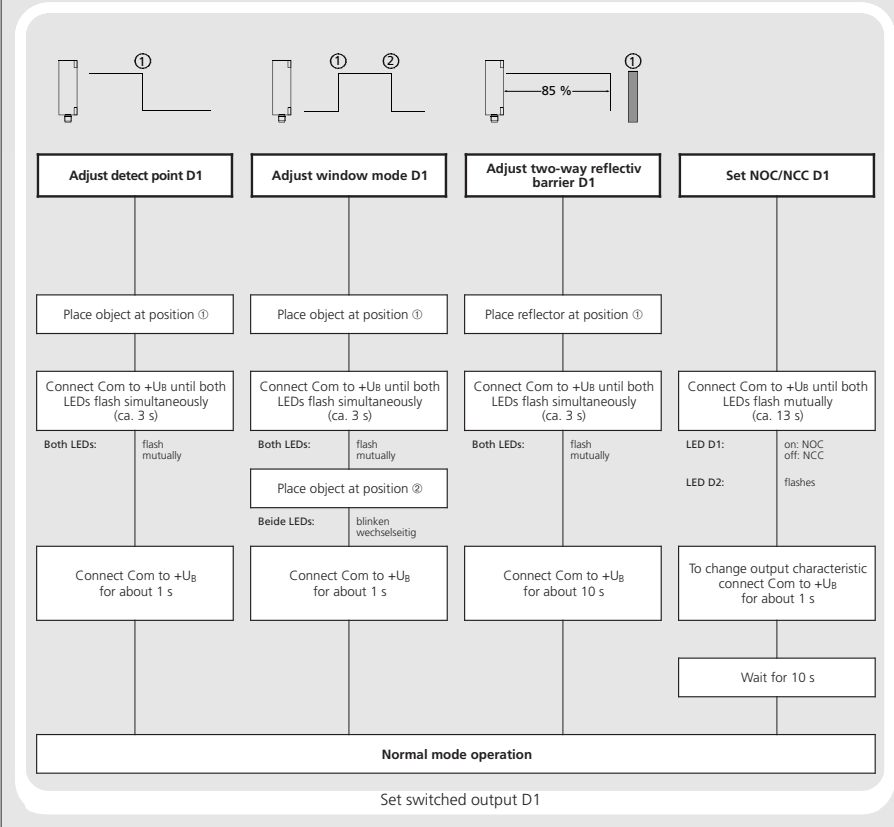 ①
① ②
85 %
①
Adjust detect point D1
Adjust window mode D1
Adjust two-way reflectiv
barrier D1
Set NOC/NCC D1
Place object at position ①
Place object at position ①
Place reflector at position ①
Connect Com to +UB until both
LEDs flash simultaneously
(ca. 3 s)
Connect Com to +UB until both
LEDs flash simultaneously
(ca. 3 s)
Connect Com to +UB until both
LEDs flash simultaneously
(ca. 3 s)
Connect Com to +UB until both
LEDs flash mutually
(ca. 13 s)
Both LEDs: flash
mutually
Both LEDs: flash
mutually
Both LEDs: flash
mutually
LED D1: on: NOC
off: NCC
LED D2: flashes
Place object at position ②
Beide LEDs: blinken
wechselseitig
Connect Com to +UB
for about 1 s
Connect Com to +UB
for about 1 s
Connect Com to +UB
for about 10 s
To change output characteristic
connect Com to +UB
for about 1 s
Wait for 10 s
Normal mode operation
Set switched output D1